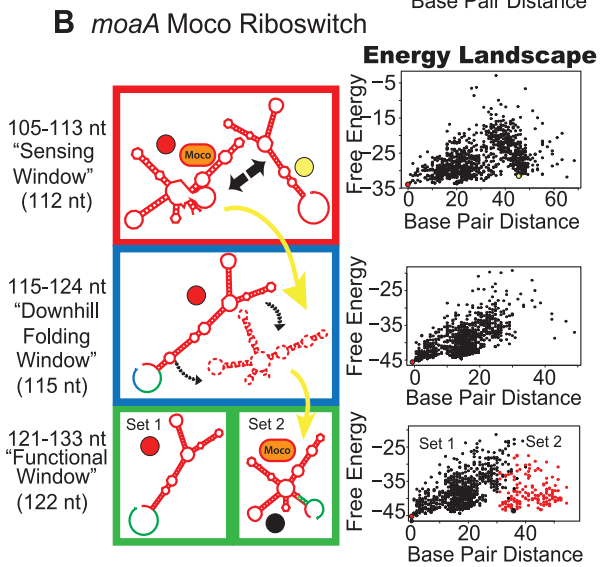 Base Pair Distance
B moaA Moco Riboswitch
Energy Landscape
105-113 nt
“Sensing
Window”
(112 nt)
Moco
Free Energy
−5
−15
−25
−35
0 20 40 60
Base Pair Distance
115-124 nt
“Downhill
Folding
Window”
(115 nt)
Free Energy
−25
−35
−45
0 20 40
Base Pair Distance
121-133 nt
“Functional
Window”
(122 nt)
Set 1
Set 2
Moco
Free Energy
Set 1 Set 2
−25
−35
−45
0 20 40
Base Pair Distance